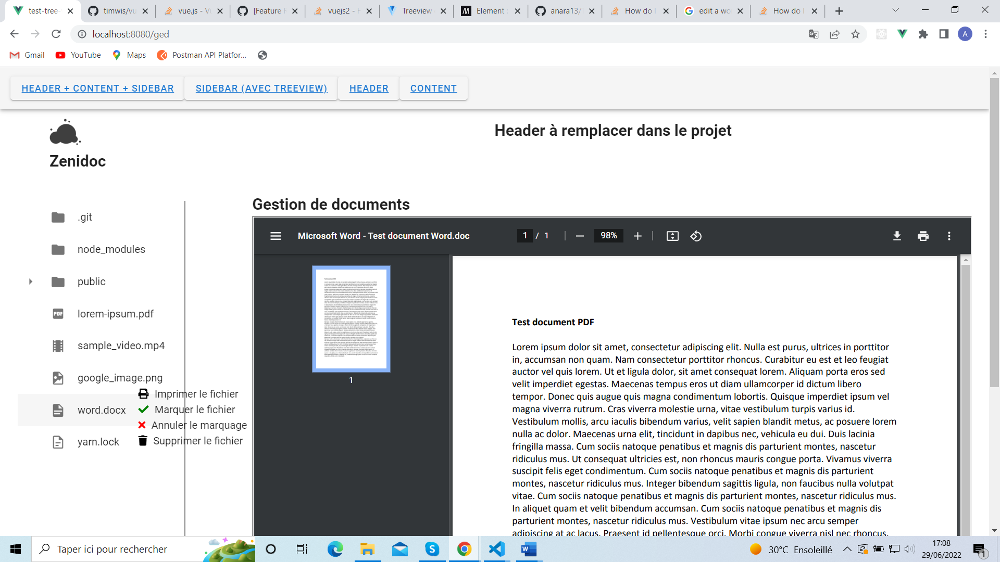 test-tree-
timwis/vu
vue.js - Vu
[Feature R
vuejs2 - H
Treeview
Element :
anara13/
How do I
edit a wo
How do I
localhost:8080/ged
A
Gmail
YouTube
Maps
Postman API Platfor...
HEADER + CONTENT + SIDEBAR
SIDEBAR (AVEC TREEVIEW)
HEADER
CONTENT
Zenidoc
Header à remplacer dans le projet
Gestion de documents
.git
node_modules
public
PDF
lorem-ipsum.pdf
sample_video.mp4
google_image.png
word.docx
yarn.lock
Imprimer le fichier
Marquer le fichier
Annuler le marquage
Supprimer le fichier
Microsoft Word - Test document Word.doc
1 / 1
98%
1
Test document PDF
Lorem ipsum dolor sit amet, consectetur adipiscing elit. Nulla est purus, ultrices in porttitor
in, accumsan non quam. Nam consectetur porttitor rhoncus. Curabitur eu est et leo feugiat
auctor vel quis lorem. Ut et ligula dolor, sit amet consequat lorem. Aliquam porta eros sed
velit imperdiet egestas. Maecenas tempus eros ut diam ullamcorper id dictum libero
tempor. Donec quis augue quis magna condimentum lobortis. Quisque imperdiet ipsum vel
magna viverra rutrum. Cras viverra molestie urna, vitae vestibulum turpis varius id.
Vestibulum mollis, arcu iaculis bibendum varius, velit sapien blandit metus, ac posuere lorem
nulla ac dolor. Maecenas urna elit, tincidunt in dapibus nec, vehicula eu dui. Duis lacinia
fringilla massa. Cum sociis natoque penatibus et magnis dis parturient montes, nascetur
ridiculus mus. Ut consequat ultricies est, non rhoncus mauris congue porta. Vivamus viverra
suscipit felis eget condimentum. Cum sociis natoque penatibus et magnis dis parturient
montes, nascetur ridiculus mus. Integer bibendum sagittis ligula, non faucibus nulla volutpat
vitae. Cum sociis natoque penatibus et magnis dis parturient montes, nascetur ridiculus mus.
In aliquet quam et velit bibendum accumsan. Cum sociis natoque penatibus et magnis dis
parturient montes, nascetur ridiculus mus. Vestibulum vitae ipsum nec arcu semper
adipiscing at ac lacus. Praesent id pellentesque orci. Morbi congue viverra nisl nec rhoncus.
Taper ici pour rechercher
30°C Ensoleillé
17:08
29/06/2022
1